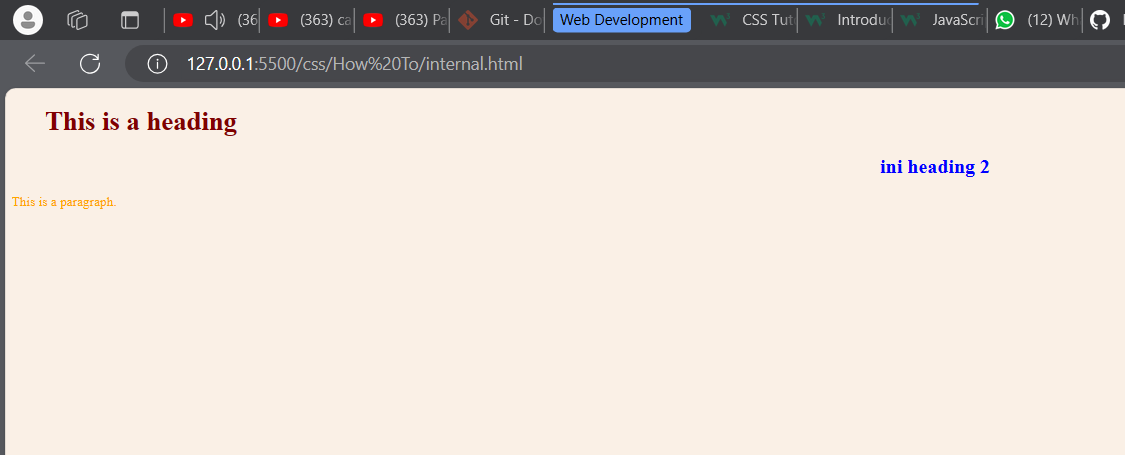 (36
(363) ca
(363) Pa
Git - Do
Web Development
CSS Tut
Introduc
JavaScri
(12) Wh
127.0.0.1:5500/css/How%20To/internal.html
This is a heading
ini heading 2
This is a paragraph.